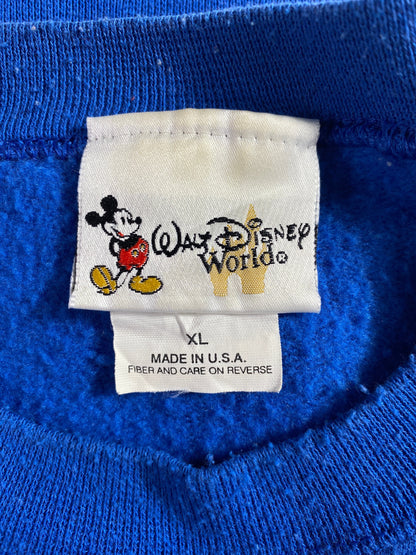 Walt Disney
World®
XL
MADE IN U.S.A.
FIBER AND CARE ON REVERSE